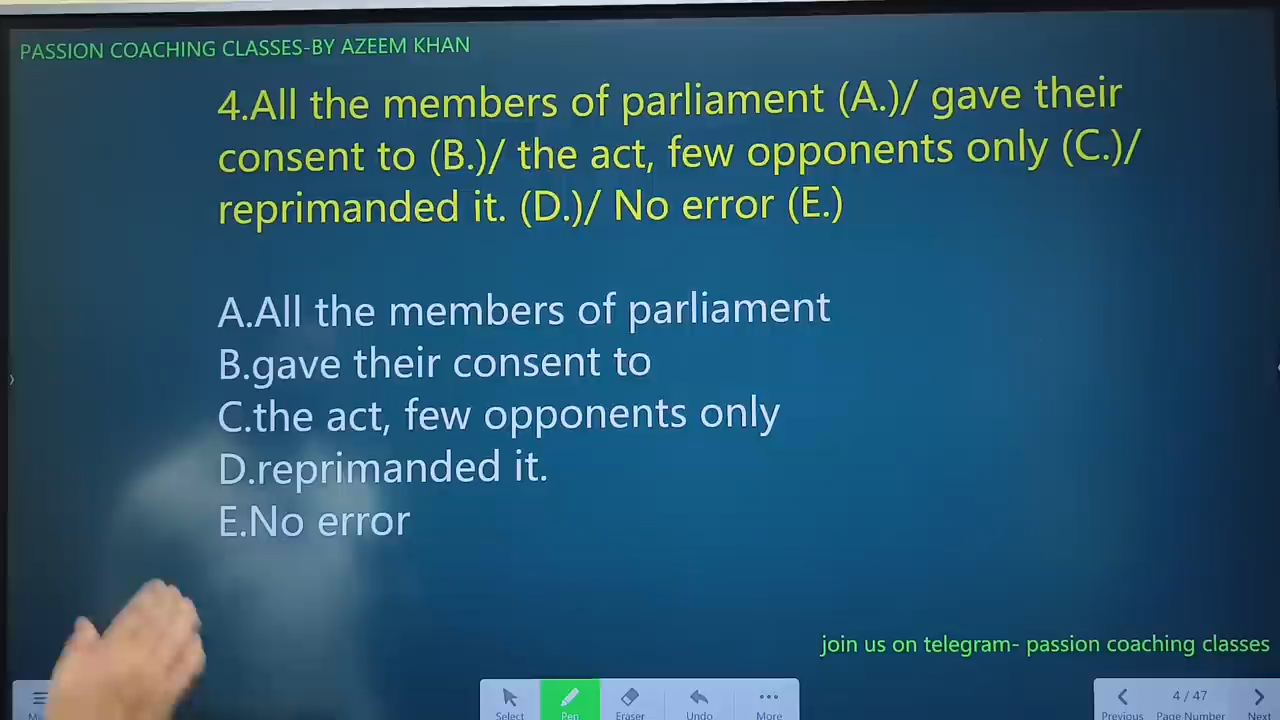 PASSION COACHING CLASSES-BY AZEEM KHAN
4.All the members of parliament (A.)/ gave their
consent to (B.)/ the act, few opponents only (C.)/
reprimanded it. (D.)/ No error (E.)
A.All the members of parliament
B.gave their consent to
C.the act, few opponents only
D.reprimanded it.
E.No error
join us on telegram- passion coaching classes
Select Pen Eraser Undo More
4 / 47
Previous Page Number Next